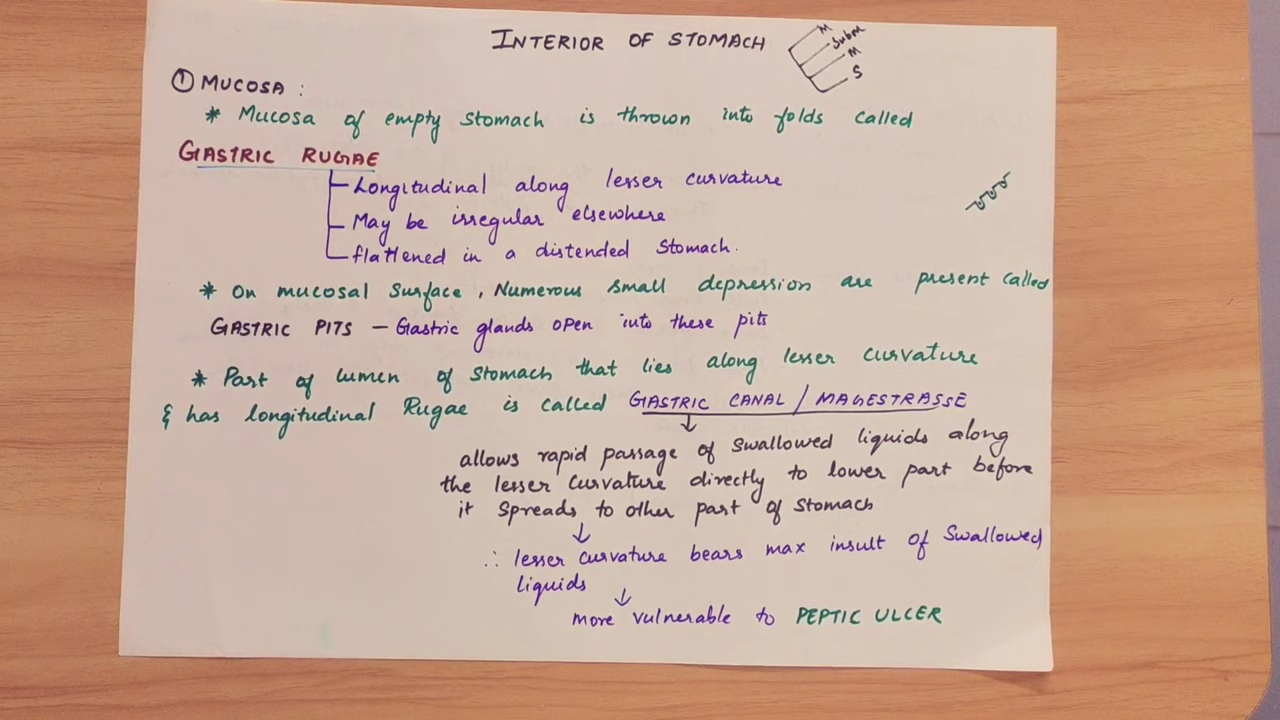 INTERIOR OF STOMACH
M
Subm
M
S
① MUCOSA :
* Mucosa of empty Stomach is thrown into folds called
GASTRIC RUGAE
Longitudinal along lesser curvature
May be irregular elsewhere
flattened in a distended Stomach.
* On mucosal Surface, Numerous small depression are present called
GASTRIC PITS — Gastric glands open into these pits
* Part of lumen of Stomach that lies along lesser curvature
& has longitudinal Rugae is called GASTRIC CANAL / MAGESTRASSE
↓
allows rapid passage of Swallowed liquids along
the lesser Curvature directly to lower part before
it Spreads to other part of Stomach
↓
∴ lesser curvature bears max insult of Swallowed
liquids
↓
more vulnerable to PEPTIC ULCER